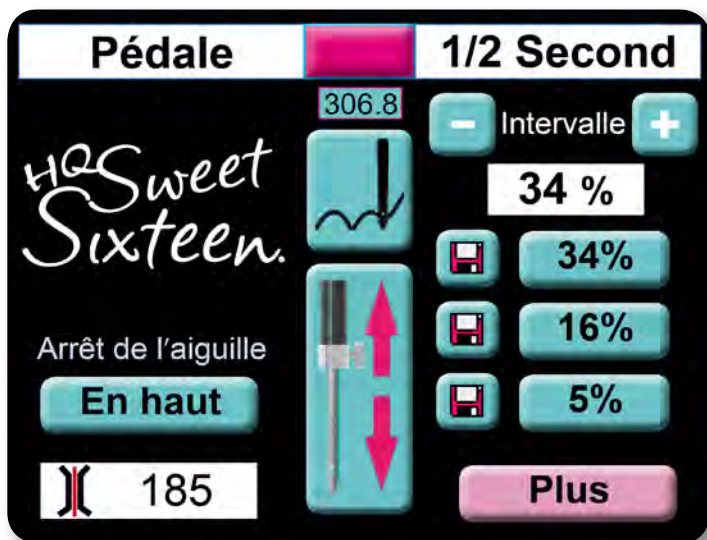 Pédale
1/2 Second
306.8
- Intervalle +
34 %
HQ Sweet
Sixteen.
34%
16%
5%
Arrêt de l'aiguille
En haut
185
Plus